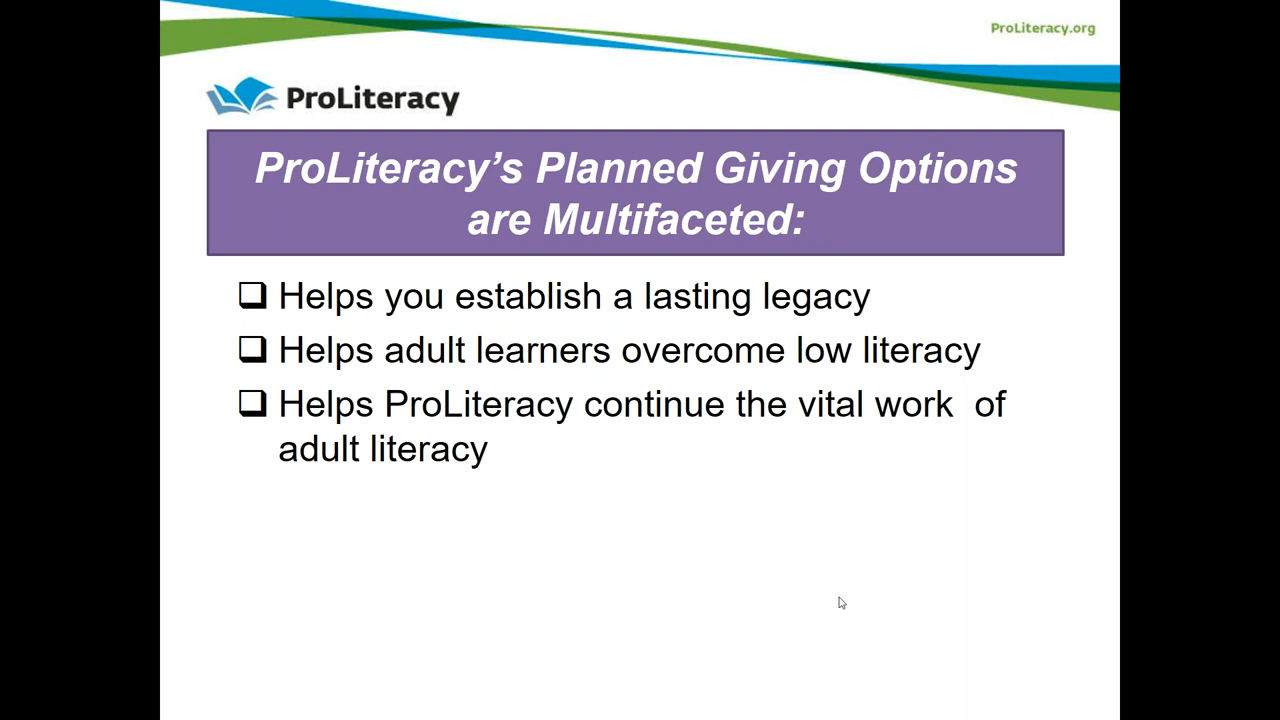 ProLiteracy.org
ProLiteracy
ProLiteracy’s Planned Giving Options
are Multifaceted:
Helps you establish a lasting legacy
Helps adult learners overcome low literacy
Helps ProLiteracy continue the vital work  of
adult literacy